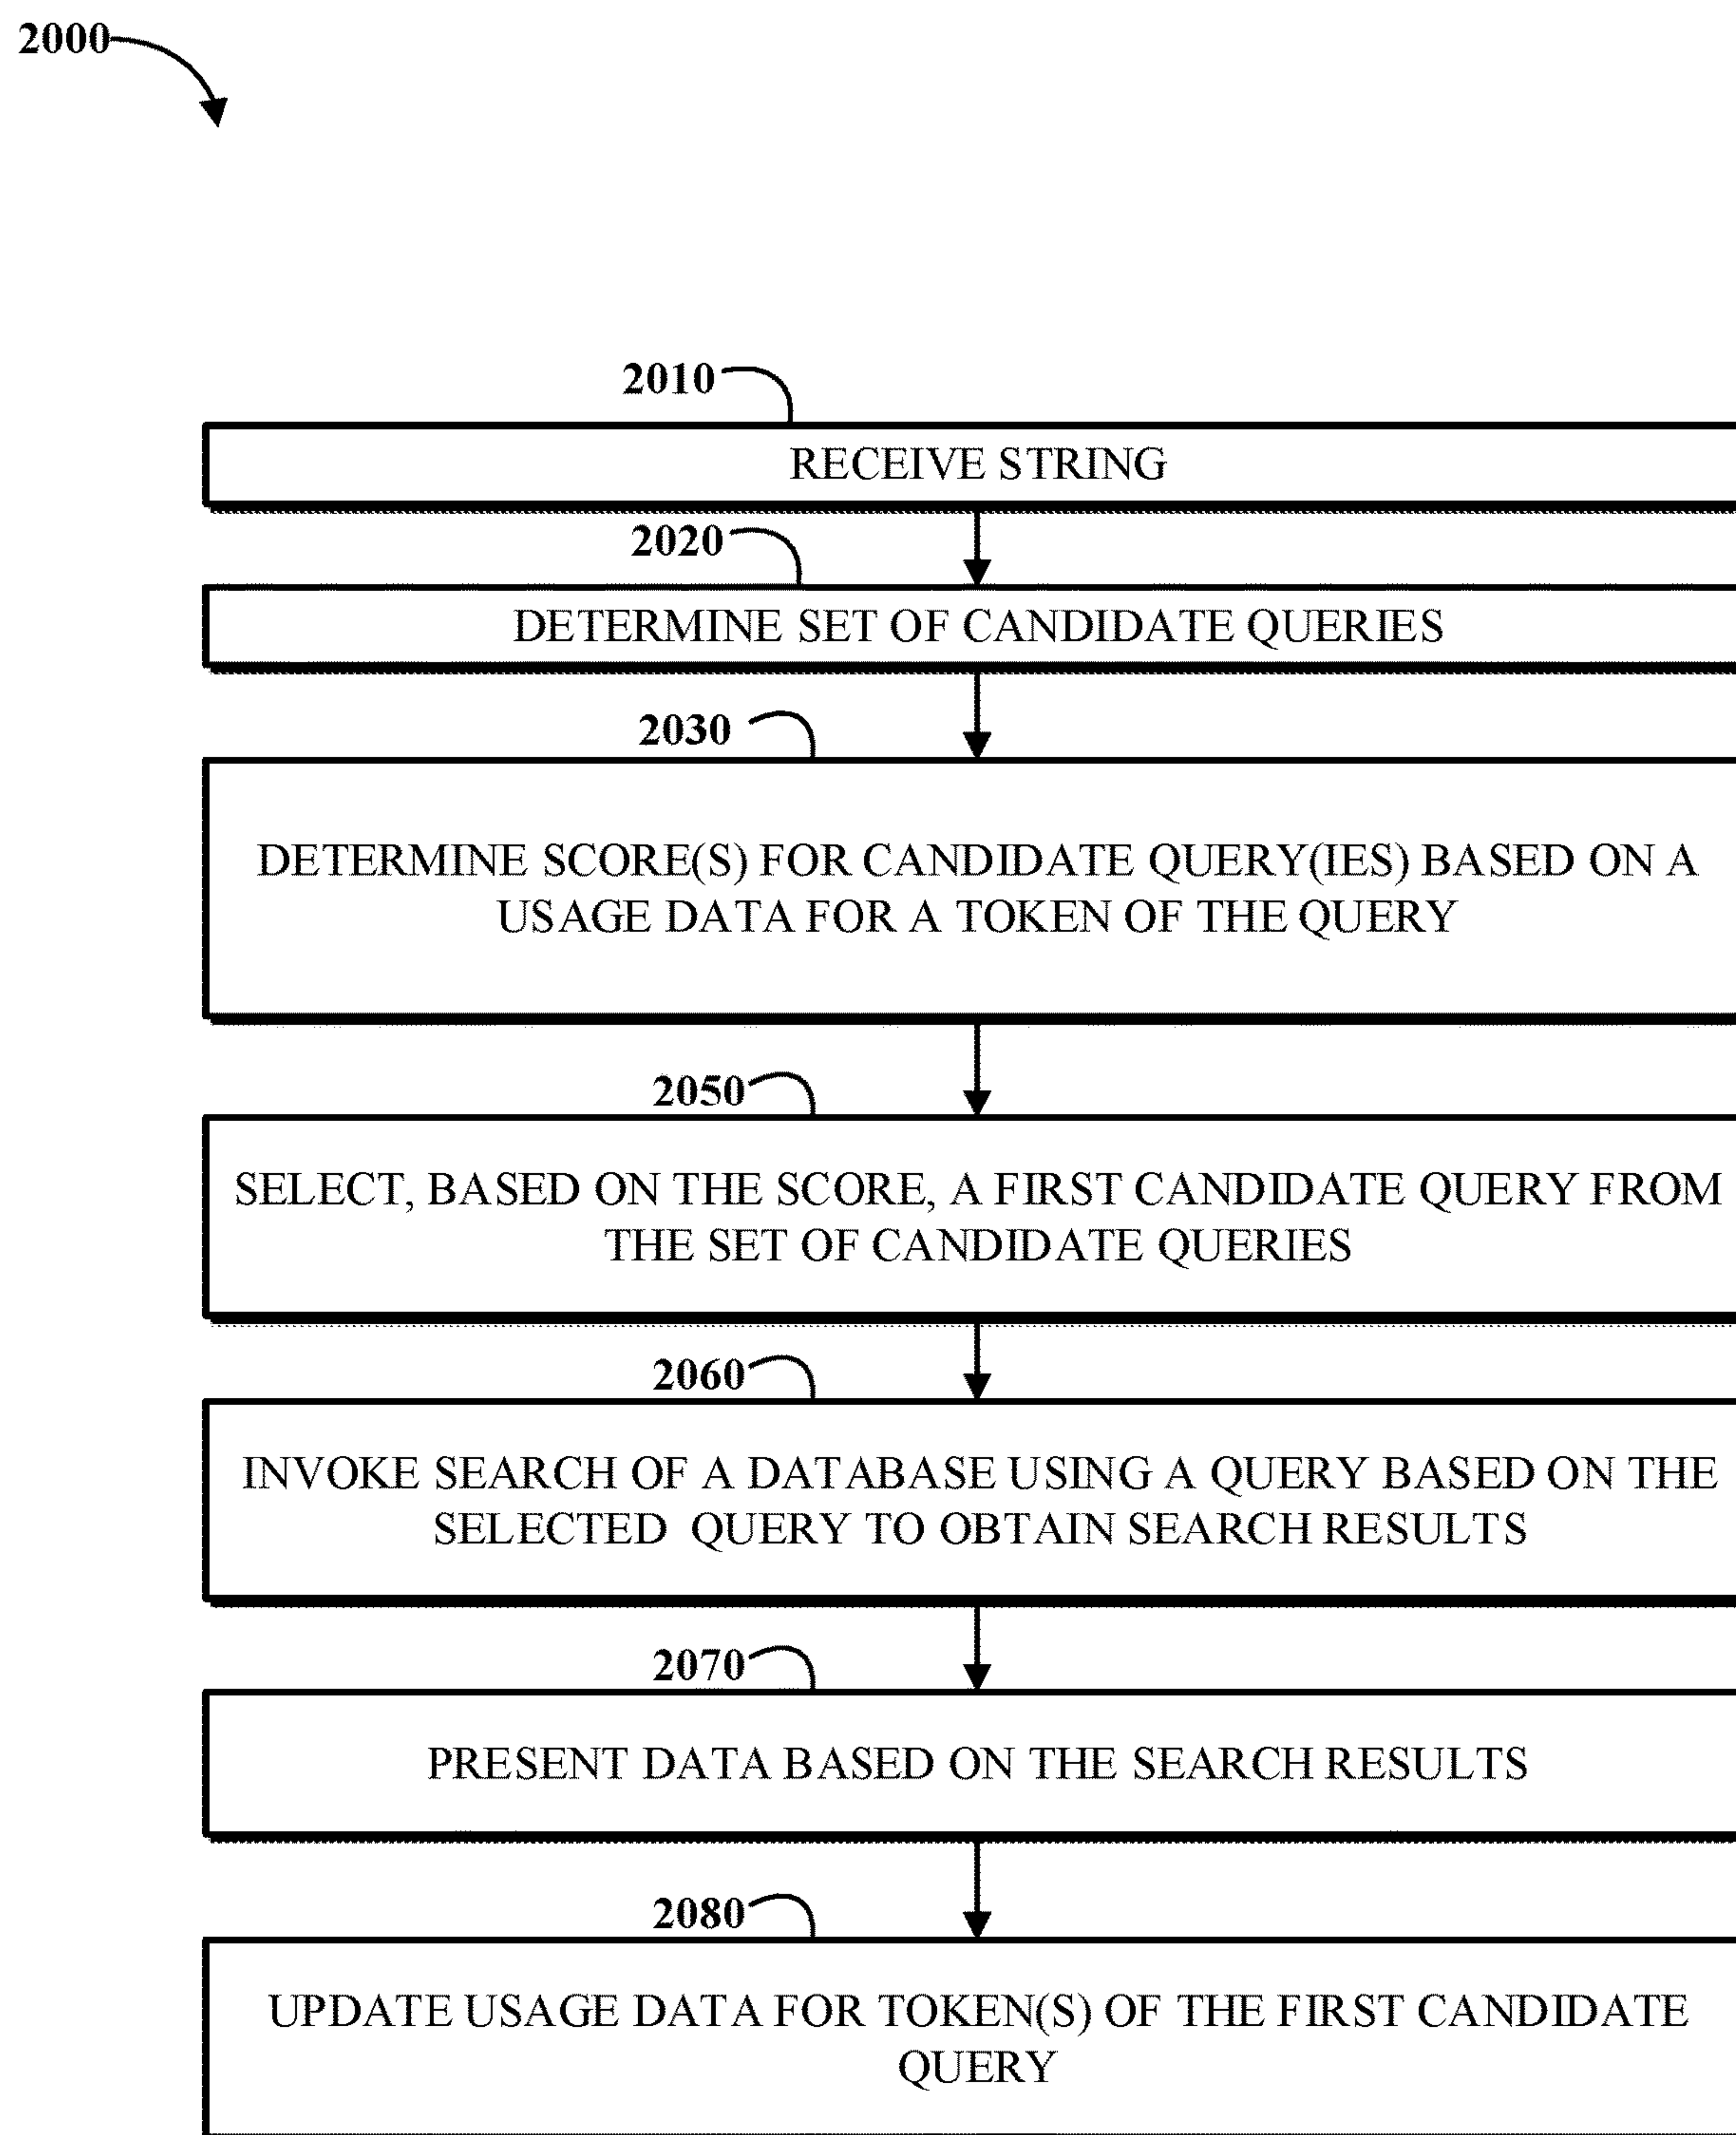 2000
2010
RECEIVE STRING
2020
DETERMINE SET OF CANDIDATE QUERIES
2030
DETERMINE SCORE(S) FOR CANDIDATE QUERY(IES) BASED ON A
USAGE DATA FOR A TOKEN OF THE QUERY
2050
SELECT, BASED ON THE SCORE, A FIRST CANDIDATE QUERY FROM
THE SET OF CANDIDATE QUERIES
2060
INVOKE SEARCH OF A DATABASE USING A QUERY BASED ON THE
SELECTED QUERY TO OBTAIN SEARCH RESULTS
2070
PRESENT DATA BASED ON THE SEARCH RESULTS
2080
UPDATE USAGE DATA FOR TOKEN(S) OF THE FIRST CANDIDATE
QUERY